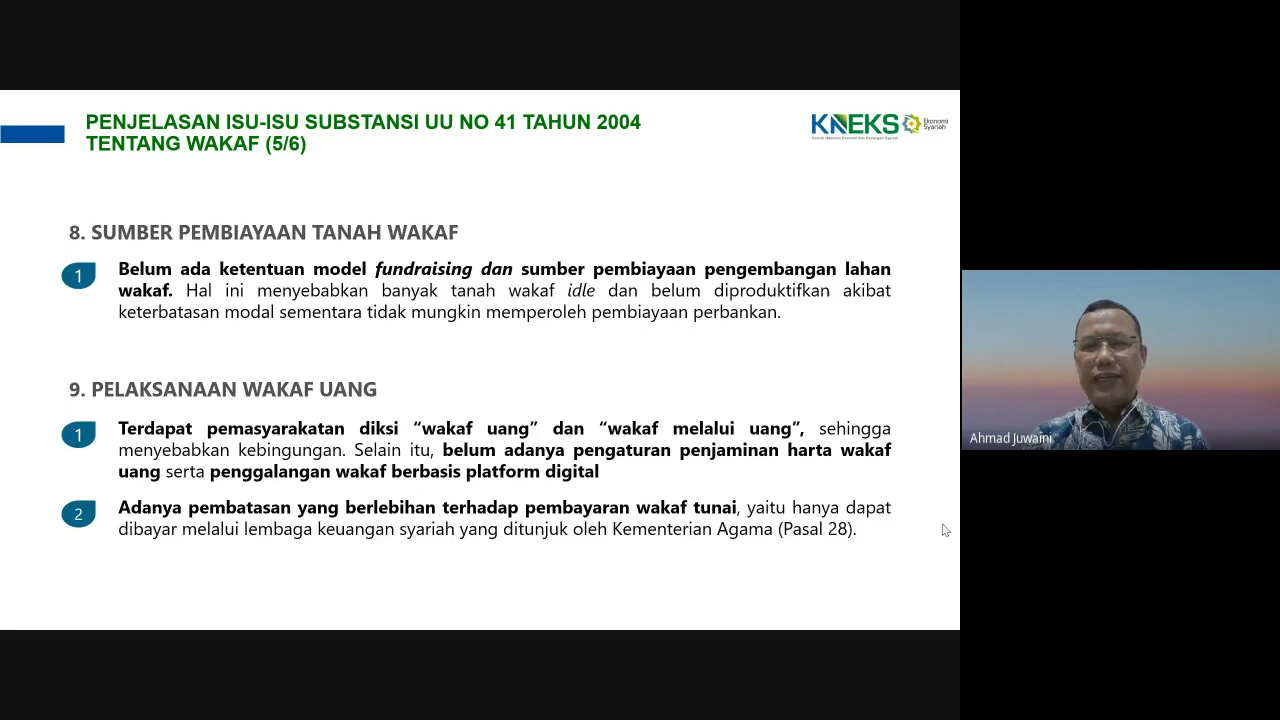 PENJELASAN ISU-ISU SUBSTANSI UU NO 41 TAHUN 2004
TENTANG WAKAF (5/6)
KNEKS
Komite Nasional Ekonomi dan Keuangan Syariah
Ekonomi
Syariah
8. SUMBER PEMBIAYAAN TANAH WAKAF
1
Belum ada ketentuan model fundraising dan sumber pembiayaan pengembangan lahan
wakaf. Hal ini menyebabkan banyak tanah wakaf idle dan belum diproduktifkan akibat
keterbatasan modal sementara tidak mungkin memperoleh pembiayaan perbankan.
9. PELAKSANAAN WAKAF UANG
1
Terdapat pemasyarakatan diksi “wakaf uang” dan “wakaf melalui uang”, sehingga
menyebabkan kebingungan. Selain itu, belum adanya pengaturan penjaminan harta wakaf
uang serta penggalangan wakaf berbasis platform digital
2
Adanya pembatasan yang berlebihan terhadap pembayaran wakaf tunai, yaitu hanya dapat
dibayar melalui lembaga keuangan syariah yang ditunjuk oleh Kementerian Agama (Pasal 28).
Ahmad Juwaini